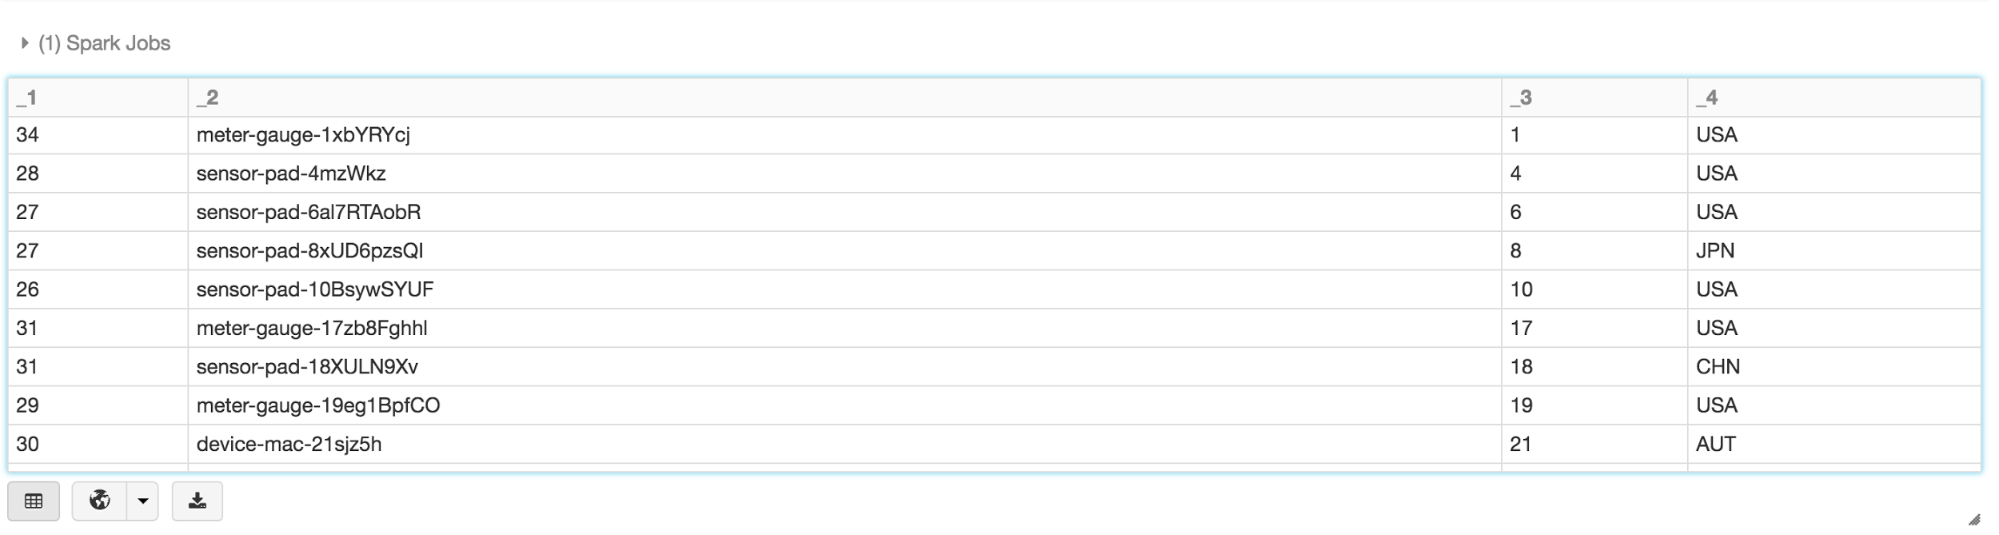 (1) Spark Jobs
_1 _2 _3 _4
34 meter-gauge-1xbYRYcj 1 USA
28 sensor-pad-4mzWkz 4 USA
27 sensor-pad-6al7RTAobR 6 USA
27 sensor-pad-8xUD6pzsQI 8 JPN
26 sensor-pad-10BsywSYUF 10 USA
31 meter-gauge-17zb8Fghhl 17 USA
31 sensor-pad-18XULN9Xv 18 CHN
29 meter-gauge-19eg1BpfCO 19 USA
30 device-mac-21sjz5h 21 AUT